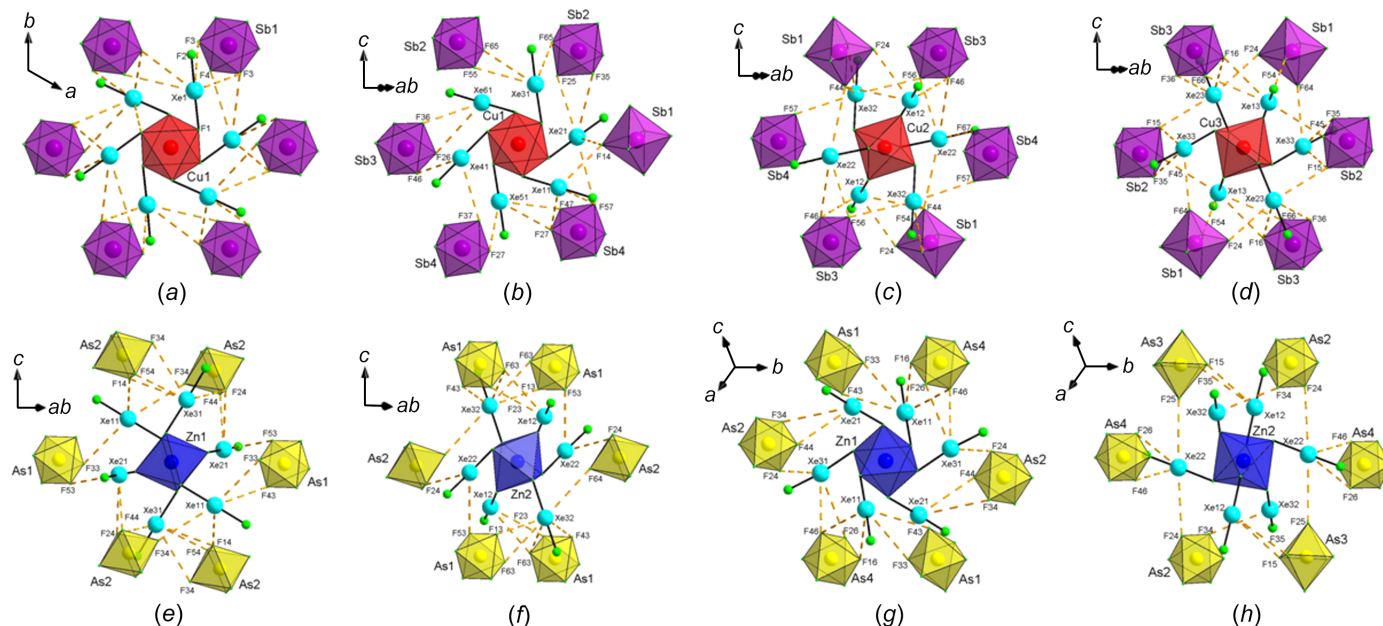 b
a
Sb1
F3
F2
F4
F3
Xe1
F1
Cu1
(a)
c
ab
Sb2
Sb2
F65
F65
F55
F25
F35
Xe31
Xe61
Cu1
Sb1
F36
Xe21
F14
Sb3
F26
Xe41
F46
Xe11
Xe51
F47
F57
F37
F27
F27
Sb4
Sb4
(b)
c
ab
Sb1
F24
Sb3
F56
F44
F46
Xe32
Xe12
F57
Cu2
F67
Sb4
Xe22
Xe22
Sb4
F57
Xe12
Xe32
F46
F56
F54
F44
F24
Sb1
Sb3
(c)
c
ab
Sb3
F16
F24
Sb1
F36
F66
F54
F64
Xe23
Xe13
F15
Cu3
F45
F35
Xe33
Xe33
Sb2
F35
F45
F15
Sb2
Xe13
Xe23
F64
F54
F66
F36
F24
F16
Sb1
Sb3
(d)
c
ab
As2
F34
As2
F54
F34
F14
F44
F24
Xe11
Xe31
Zn1
F53
As1
F33
Xe21
Xe21
F33
F53
Xe11
F43
As1
F44
Xe31
F24
F34
F54
F14
F34
As2
As2
(e)
c
ab
As1
F63
F63
As1
F43
F13
F53
Xe32
F23
Xe12
F24
As2
Xe22
Xe22
As2
F24
F64
Xe12
Zn2
F23
Xe32
F53
F13
F43
F63
F63
As1
As1
(f)
c
b
a
As1
F33
F16
As4
F43
F26
F46
F34
Xe21
Xe11
As2
Zn1
F44
F24
Xe31
Xe31
F24
As2
F44
Xe11
Xe21
F34
F46
F26
F43
F16
F33
As4
As1
(g)
c
b
a
As3
F15
As2
F35
F24
F25
Xe32
Xe12
As4
F26
Zn2
Xe22
F46
As4
Xe22
F46
F26
Xe12
Xe32
F24
F34
F25
F35
As3
F15
As2
(h)